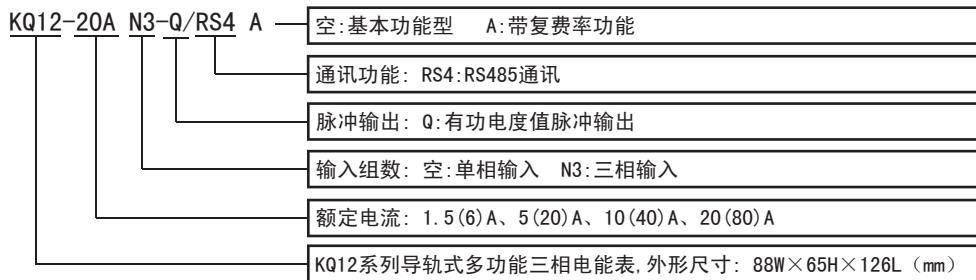 KQ12-20A N3-Q/RS4 A
空:基本功能型 A:带复费率功能
通讯功能: RS4:RS485通讯
脉冲输出: Q:有功电度值脉冲输出
输入组数: 空:单相输入 N3:三相输入
额定电流: 1.5(6)A、5(20)A、10(40)A、20(80)A
KQ12系列导轨式多功能三相电能表,外形尺寸: 88W×65H×126L（mm）